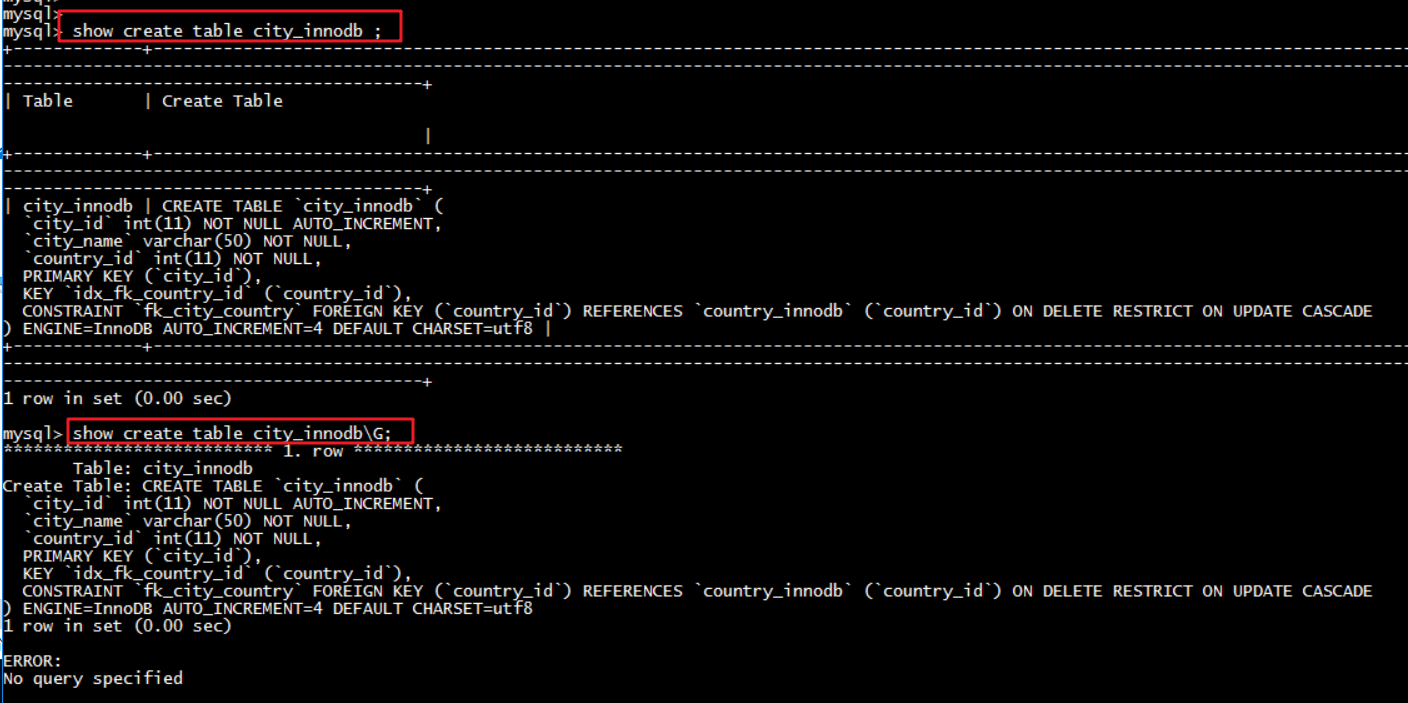 mysql>
mysql> show create table city_innodb ;
+-------------+------------------------------------------------------------------------------------------------------------------------------
---------------------------------------------------------------------------------------------------------------------------------------------
------------------------------------------+
| Table       | Create Table
                                          |
+-------------+------------------------------------------------------------------------------------------------------------------------------
---------------------------------------------------------------------------------------------------------------------------------------------
------------------------------------------+
| city_innodb | CREATE TABLE `city_innodb` (
  `city_id` int(11) NOT NULL AUTO_INCREMENT,
  `city_name` varchar(50) NOT NULL,
  `country_id` int(11) NOT NULL,
  PRIMARY KEY (`city_id`),
  KEY `idx_fk_country_id` (`country_id`),
  CONSTRAINT `fk_city_country` FOREIGN KEY (`country_id`) REFERENCES `country_innodb` (`country_id`) ON DELETE RESTRICT ON UPDATE CASCADE
) ENGINE=InnoDB AUTO_INCREMENT=4 DEFAULT CHARSET=utf8 |
+-------------+------------------------------------------------------------------------------------------------------------------------------
---------------------------------------------------------------------------------------------------------------------------------------------
------------------------------------------+
1 row in set (0.00 sec)
mysql> show create table city_innodb\G;
*************************** 1. row ***************************
       Table: city_innodb
Create Table: CREATE TABLE `city_innodb` (
  `city_id` int(11) NOT NULL AUTO_INCREMENT,
  `city_name` varchar(50) NOT NULL,
  `country_id` int(11) NOT NULL,
  PRIMARY KEY (`city_id`),
  KEY `idx_fk_country_id` (`country_id`),
  CONSTRAINT `fk_city_country` FOREIGN KEY (`country_id`) REFERENCES `country_innodb` (`country_id`) ON DELETE RESTRICT ON UPDATE CASCADE
) ENGINE=InnoDB AUTO_INCREMENT=4 DEFAULT CHARSET=utf8
1 row in set (0.00 sec)
ERROR:
No query specified